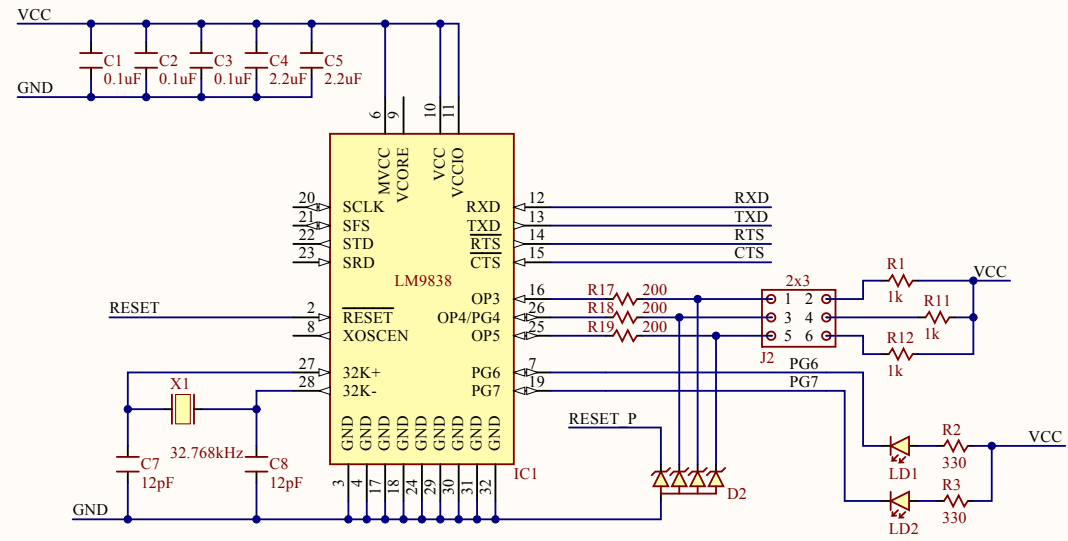 VCC
C1 C2 C3 C4 C5
0.1uF 0.1uF 0.1uF 2.2uF 2.2uF
GND
6 9 10 11
MVCC VCORE VCC VCCIO
20 SCLK RXD 12 RXD
21 SFS TXD 13 TXD
22 STD RTS 14 RTS
23 SRD CTS 15 CTS
LM9838
R1
1k
VCC
2x3
OP3 16 R17 200 1 2
RESET 2 RESET OP4/PG4 26 R18 200 3 4 R11
1k
8 XOSCEN OP5 25 R19 200 5 6 R12
1k
J2
27 32K+ PG6 7 PG6
28 32K- PG7 19 PG7
X1
32.768kHz
C7 C8
12pF 12pF
GND GND GND GND GND GND GND GND GND
IC1
3 4 17 18 24 29 30 31 32
GND
RESET_P
D2
R2 VCC
LD1 330
R3
LD2 330